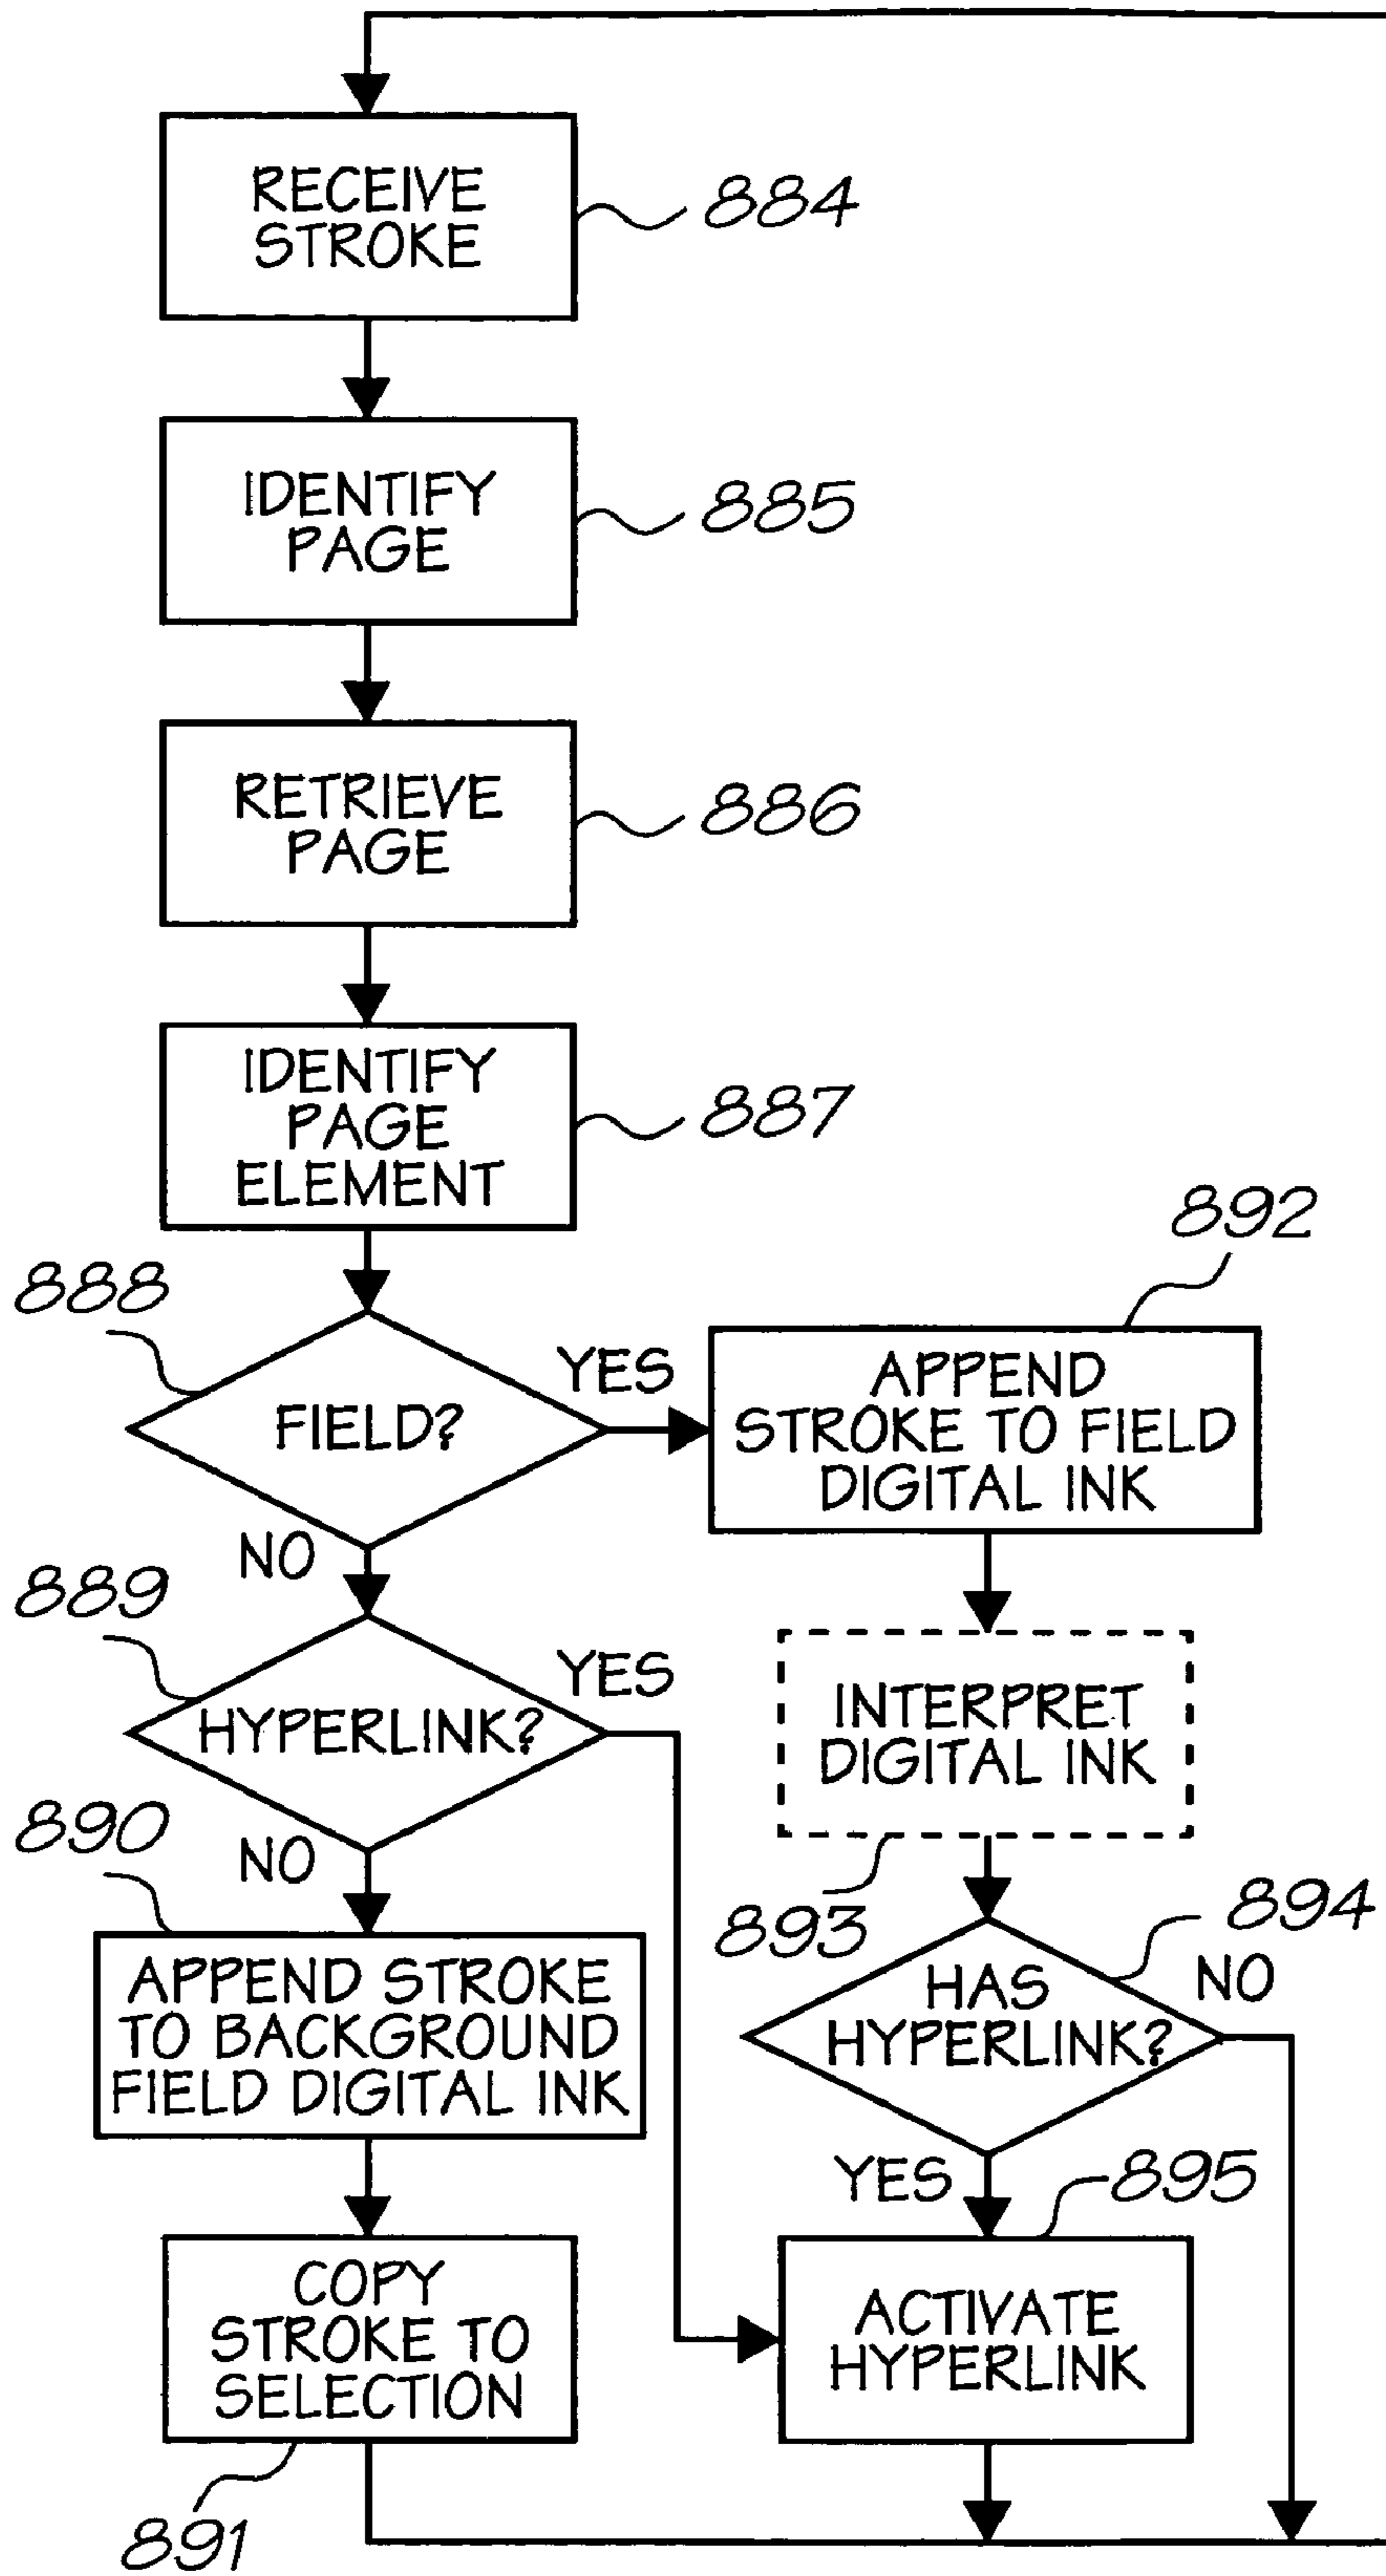 RECEIVE
STROKE
884
IDENTIFY
PAGE
885
RETRIEVE
PAGE
886
IDENTIFY
PAGE
ELEMENT
887
888
FIELD?
YES
NO
892
APPEND
STROKE TO FIELD
DIGITAL INK
889
HYPERLINK?
YES
NO
INTERPRET
DIGITAL INK
893
890
APPEND STROKE
TO BACKGROUND
FIELD DIGITAL INK
894
HAS
HYPERLINK?
NO
YES
895
COPY
STROKE TO
SELECTION
891
ACTIVATE
HYPERLINK